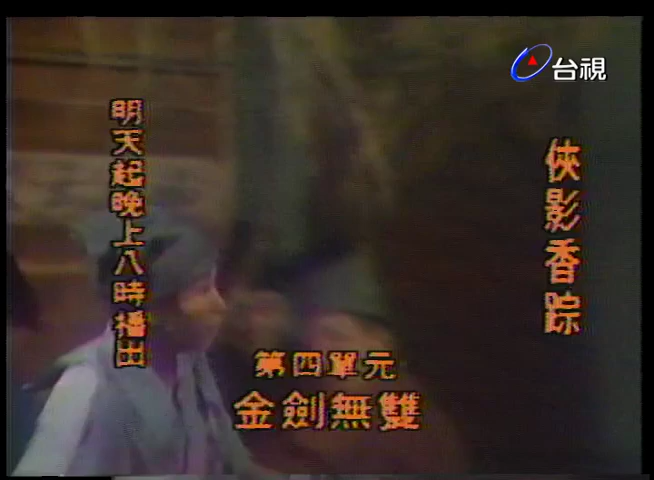 台視
俠影香踪
第四單元
金劍無雙
明天起晚上八時播出